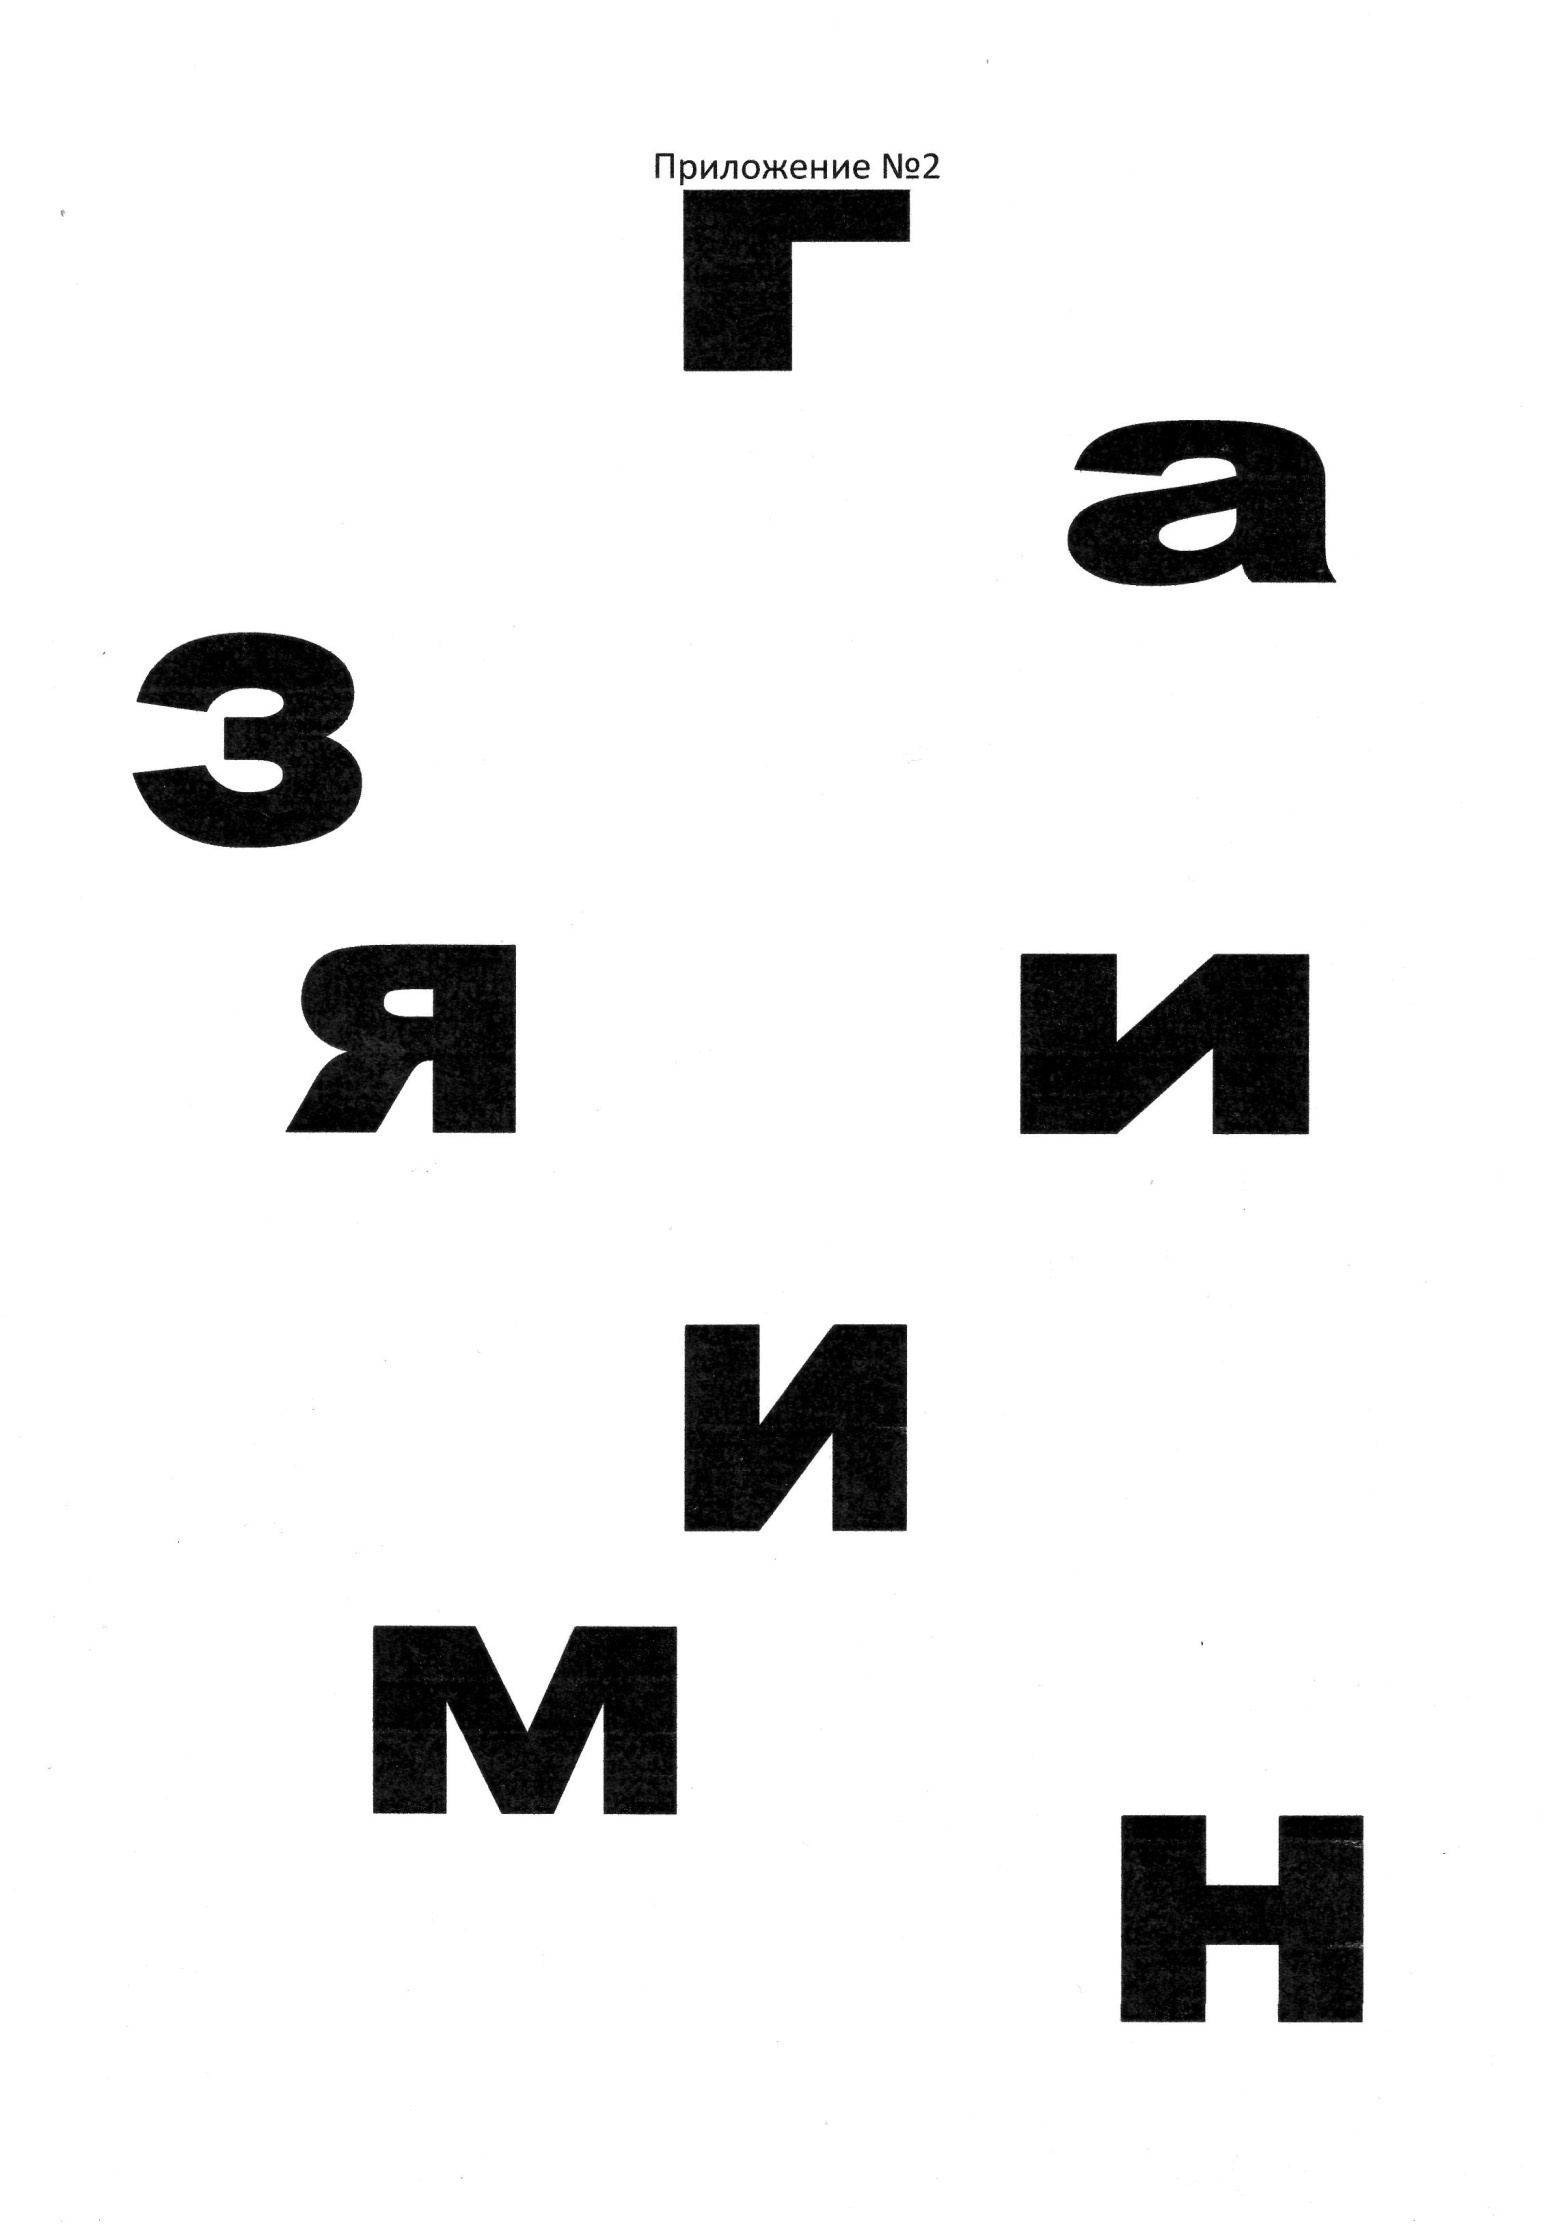 Приложение №2
г
а
з
я и
и
м
н